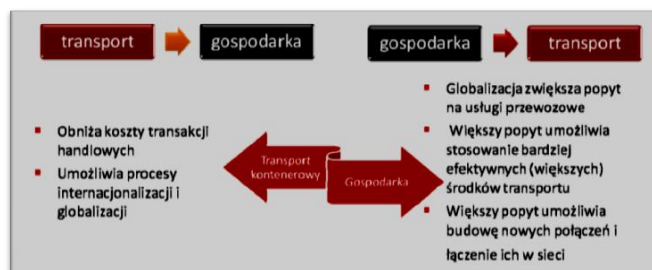 transport
gospodarka
gospodarka
transport
Obniża koszty transakcji
handlowych
Umożliwia procesy
internacjonalizacji i
globalizacji
Transport
kontenerowy
Gospodarka
Globalizacja zwiększa popyt
na usługi przewozowe
Większy popyt umożliwia
stosowanie bardziej
efektywnych (większych)
środków transportu
Większy popyt umożliwia
budowę nowych połączeń i
łączenie ich w sieci